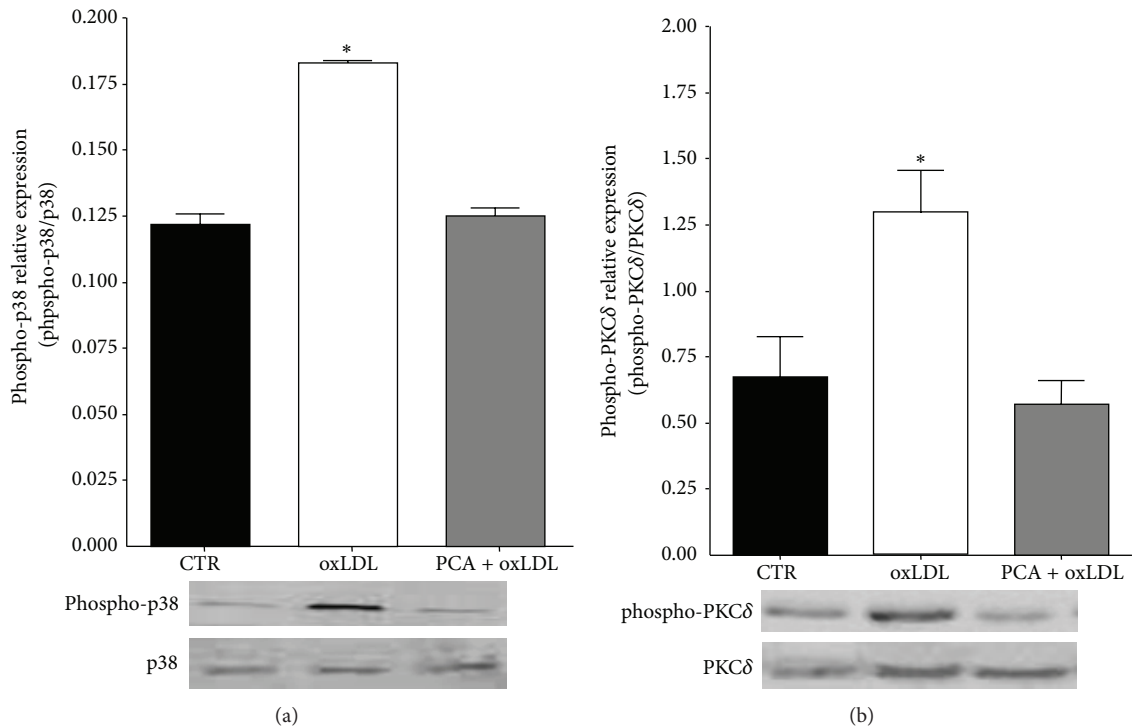 0.200
0.175
0.150
0.125
0.100
0.075
0.050
0.025
0.000
Phospho-p38 relative expression
(phpspho-p38/p38)
*
CTR
oxLDL
PCA + oxLDL
Phospho-p38
p38
(a)
2.00
1.75
1.50
1.25
1.00
0.75
0.50
0.25
0.00
Phospho-PKCδ relative expression
(phospho-PKCδ/PKCδ)
*
CTR
oxLDL
PCA + oxLDL
phospho-PKCδ
PKCδ
(b)